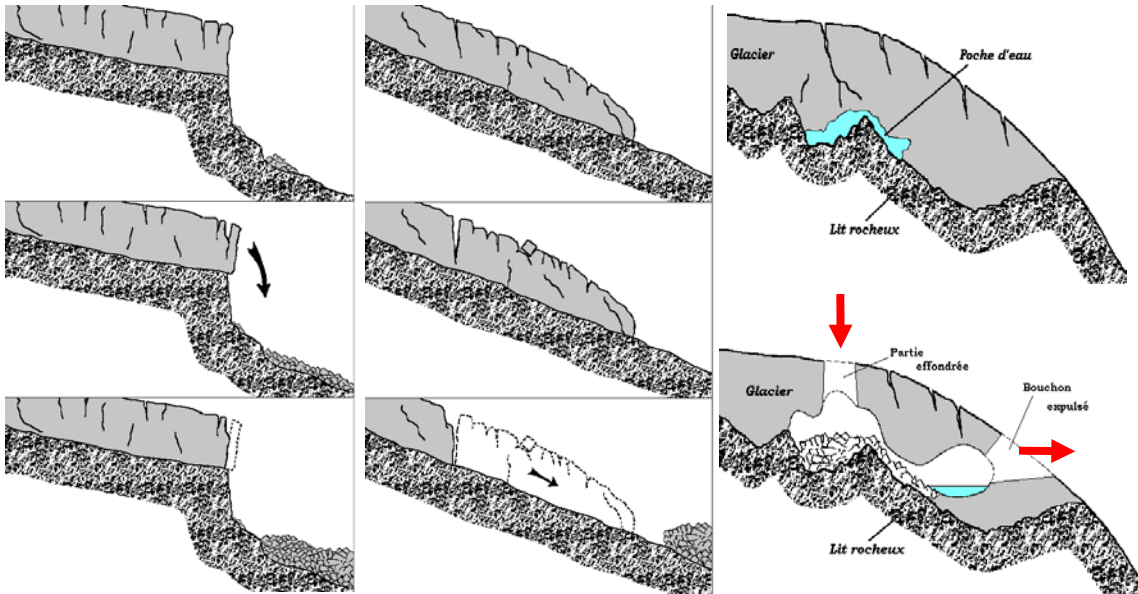 Glacier
Poche d'eau
Lit rocheux
Partie
effondrée
Glacier
Bouchon
expulsé
Lit rocheux